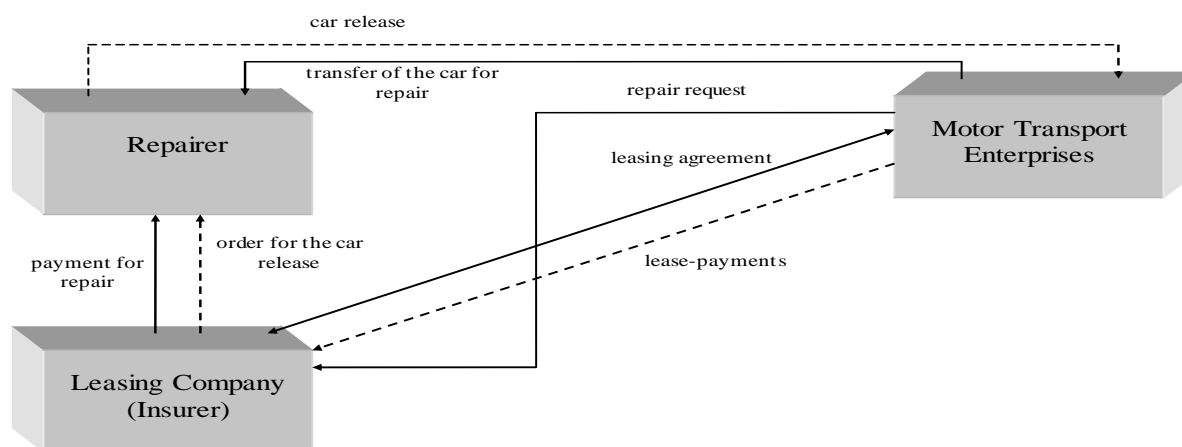 car release
transfer of the car for
repair
repair request
Repairer
Motor Transport
Enterprises
leasing agreement
payment for
repair
order for the car
release
lease-payments
Leasing Company
(Insurer)